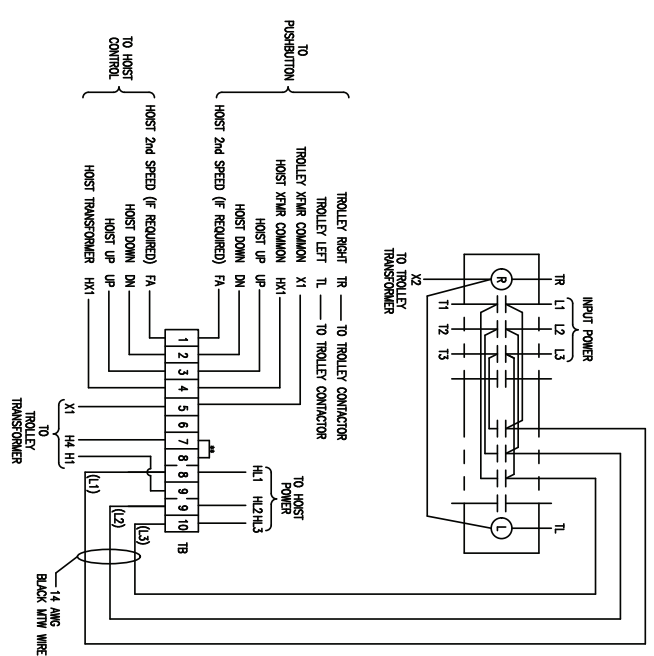 TO
PUSHBUTTON
TROLLEY RIGHT TR — TO TROLLEY CONTACTOR
TROLLEY LEFT TL — TO TROLLEY CONTACTOR
TROLLEY XFMR COMMON X1
HOIST XFMR COMMON HX1
HOIST UP UP
HOIST DOWN DN
HOIST 2nd SPEED (IF REQUIRED) FA
TO HOIST
CONTROL
HOIST 2nd SPEED (IF REQUIRED) FA
HOIST DOWN DN
HOIST UP UP
HOIST TRANSFORMER HX1
1
2
3
4
5
6
7
8
8
9
9
10
TB
**
X1
H4
H1
TO
TROLLEY
TRANSFORMER
HL1
HL2
HL3
TO HOIST
POWER
(L1)
(L2)
(L3)
14 AWG
BLACK MTW WIRE
TR
L1
L2
L3
INPUT POWER
R
L
TL
T1
T2
T3
X2
TO TROLLEY
TRANSFORMER